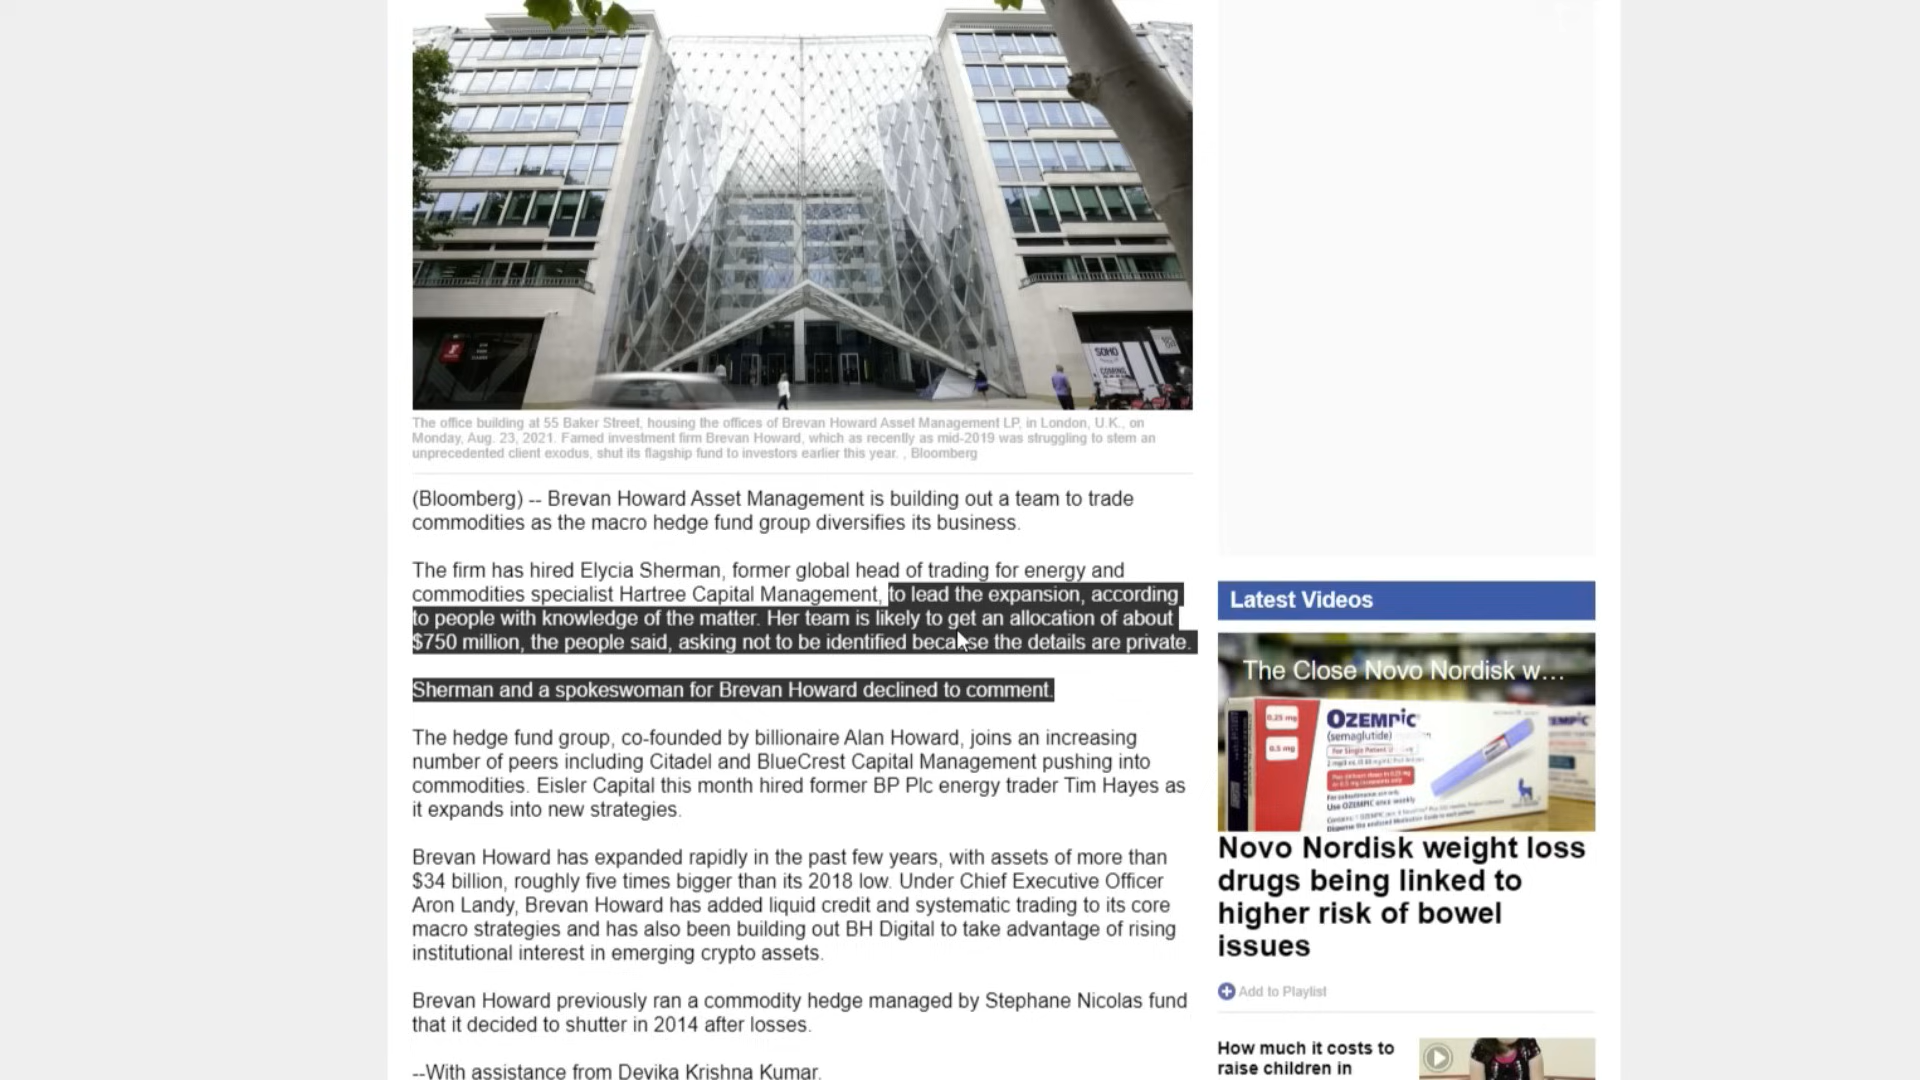 SOHO
COMING
The office building at 55 Baker Street, housing the offices of Brevan Howard Asset Management LP, in London, U.K., on
Monday, Aug. 23, 2021. Famed investment firm Brevan Howard, which as recently as mid-2019 was struggling to stem an
unprecedented client exodus, shut its flagship fund to investors earlier this year. , Bloomberg
(Bloomberg) -- Brevan Howard Asset Management is building out a team to trade
commodities as the macro hedge fund group diversifies its business.
The firm has hired Elycia Sherman, former global head of trading for energy and
commodities specialist Hartree Capital Management, to lead the expansion, according
to people with knowledge of the matter. Her team is likely to get an allocation of about
$750 million, the people said, asking not to be identified because the details are private.
Sherman and a spokeswoman for Brevan Howard declined to comment.
The hedge fund group, co-founded by billionaire Alan Howard, joins an increasing
number of peers including Citadel and BlueCrest Capital Management pushing into
commodities. Eisler Capital this month hired former BP Plc energy trader Tim Hayes as
it expands into new strategies.
Brevan Howard has expanded rapidly in the past few years, with assets of more than
$34 billion, roughly five times bigger than its 2018 low. Under Chief Executive Officer
Aron Landy, Brevan Howard has added liquid credit and systematic trading to its core
macro strategies and has also been building out BH Digital to take advantage of rising
institutional interest in emerging crypto assets.
Brevan Howard previously ran a commodity hedge managed by Stephane Nicolas fund
that it decided to shutter in 2014 after losses.
--With assistance from Devika Krishna Kumar.
Latest Videos
The Close Novo Nordisk w...
0.25 mg
0.5 mg
OZEMPIC
(semaglutide)
Use OZEMPIC once weekly
Novo Nordisk weight loss
drugs being linked to
higher risk of bowel
issues
Add to Playlist
How much it costs to
raise children in